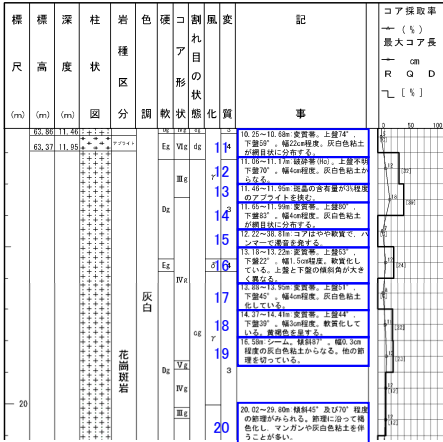 標尺 (m)
標高 (m)
深度 (m)
柱状図
岩種区分
色調
硬軟
コア形状
割れ目の状態
風化
変質
記事
コア採取率
(%)
最大コア長
cm
R Q D
[%]
0 50 100
63.86 11.46
アプライト
63.37 11.95
Eg Ⅵg dg
Ⅲg
Dg
Eg
Ⅳg
灰白
花崗斑岩
cg
Dg
Ⅴg
3
Ⅳg
Ⅲg
20
11
12
13
14
15
16
17
18
19
20
10.25~10.68m:変質帯。上盤74°、
下盤59°、幅22cm程度。灰白色粘土
が網目状に分布する。
11.06~11.17m 破砕帯(Hc)。上盤不明
下盤70°、幅4cm程度。灰白色粘土か
らなる。
11.46~11.95m:斑晶の含有量が3%程度
のアプライトを挟む。
11.65~11.99m:変質帯。上盤80°、
下盤83°、幅4cm程度。灰白色粘土
が網目状に分布する。
12.22~38.81m:コアはやや軟質で、ハ
ンマーで濁音を発する。
13.18~13.22m:変質帯。上盤63°、
下盤22°、幅1.5cm程度。軟質化し
ている。上盤と下盤の傾斜角が大き
く異なる。
13.88~13.95m:変質帯。上盤51°、
下盤45°、幅4cm程度。灰白色粘土
化している。
14.37~14.41m:変質帯。上盤44°、
下盤39°、幅3cm程度。軟質化して
いる。黄褐色を呈する。
16.58m:シーム。傾斜87°、幅0.3cm
程度の灰白色粘土からなる。他の節
理を切っている。
20.02~29.80m:傾斜45°及び70°程度
の節理がみられる。節理に沿って褐
色化し、マンガンや灰白色粘土を伴
うことが多い。